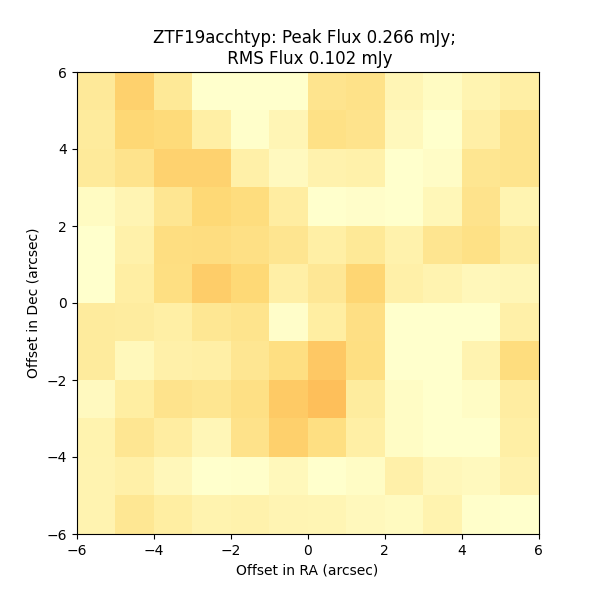 ZTF19acchtyp: Peak Flux 0.266 mJy;
RMS Flux 0.102 mJy
6
4
2
0
−2
−4
−6
Offset in Dec (arcsec)
−6 −4 −2 0 2 4 6
Offset in RA (arcsec)